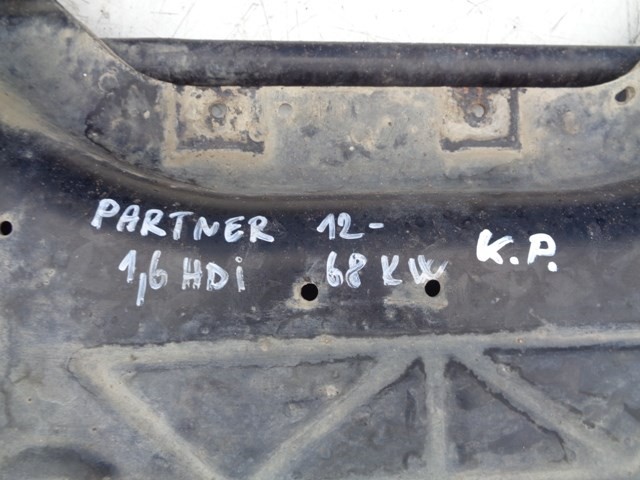 PARTNER 12- K.P.
1,6 HDi 68 KW